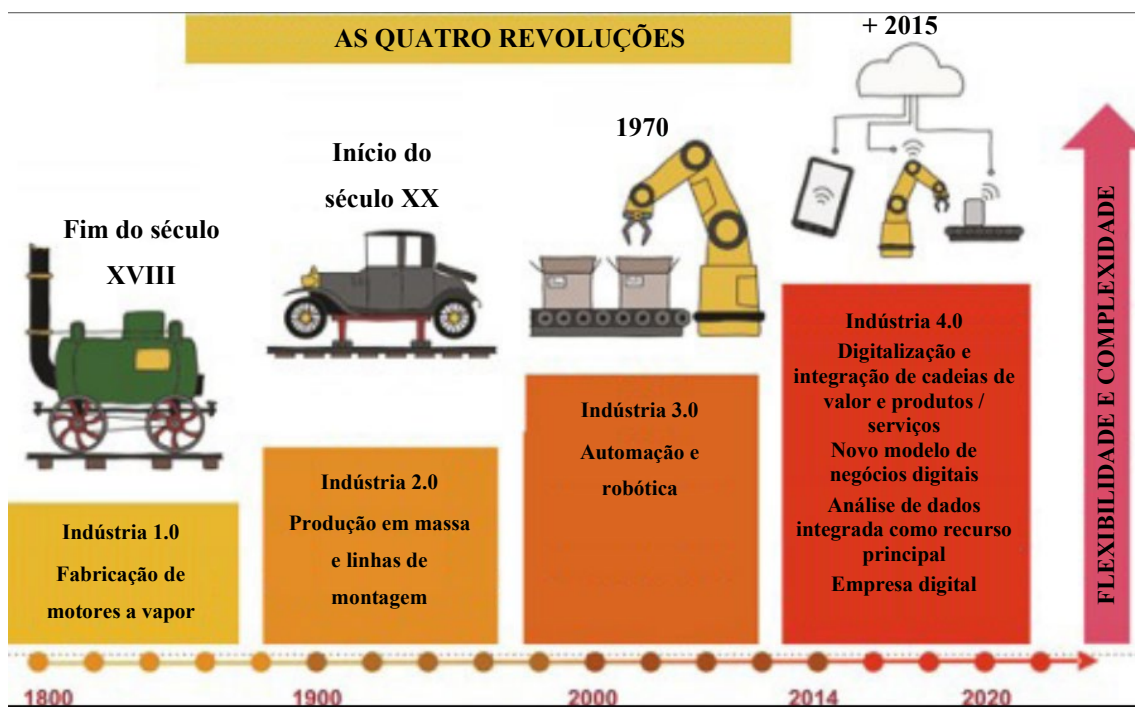 AS QUATRO REVOLUÇÕES
+ 2015
1970
Início do
século XX
Fim do século
XVIII
Indústria 1.0
Fabricação de
motores a vapor
Indústria 2.0
Produção em massa
e linhas de
montagem
Indústria 3.0
Automação e
robótica
Indústria 4.0
Digitalização e
integração de cadeias de
valor e produtos /
serviços
Novo modelo de
negócios digitais
Análise de dados
integrada como recurso
principal
Empresa digital
FLEXIBILIDADE E COMPLEXIDADE
1800
1900
2000
2014
2020